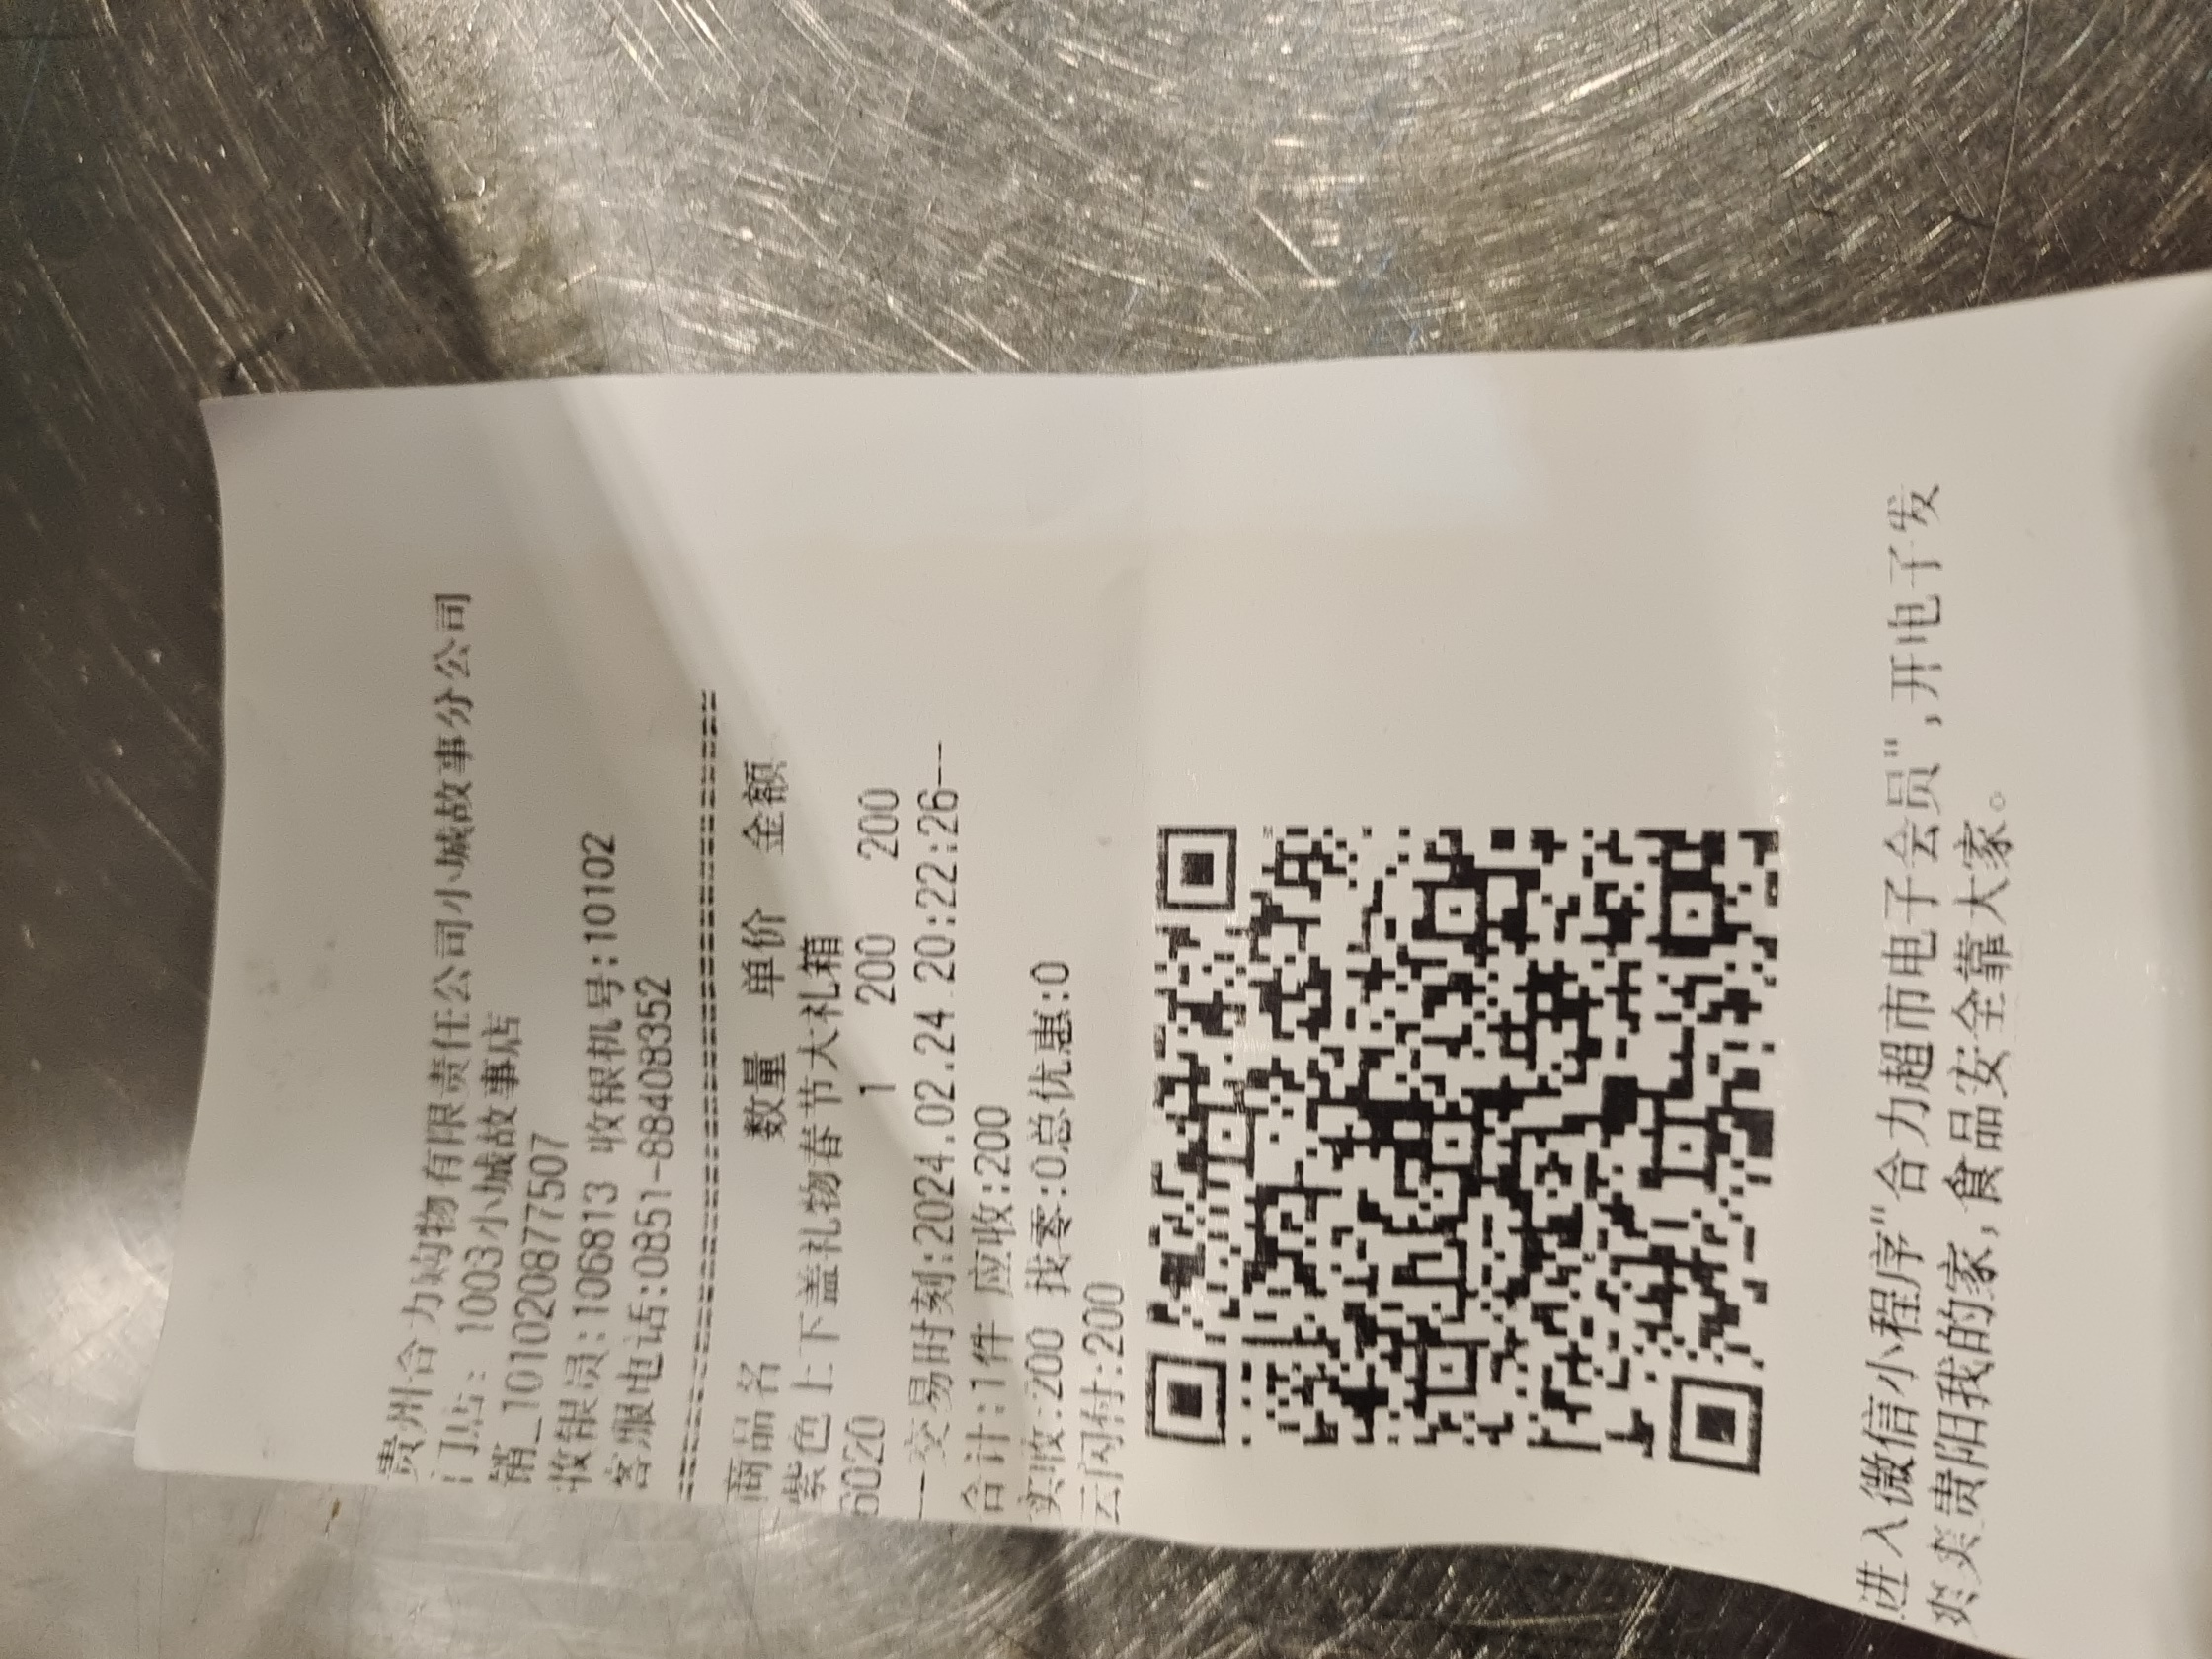 贵州合力购物有限责任公司小城故事分公司
门店: 1003小城故事店
销_1010208775507
收银员:106813 收银机号:10102
客服电话:0851-88408352
商品名 数量 单价 金额
紫色上下盖礼物春节大礼箱
60220 1 200 200
---交易时刻:2024.02.24 20:22:26---
合计:1件 应收:200
实收:200 找零:0总优惠:0
云闪付:200
进入微信小程序"合力超市电子会员",开电子发
爽爽贵阳我的家,食品安全靠大家。